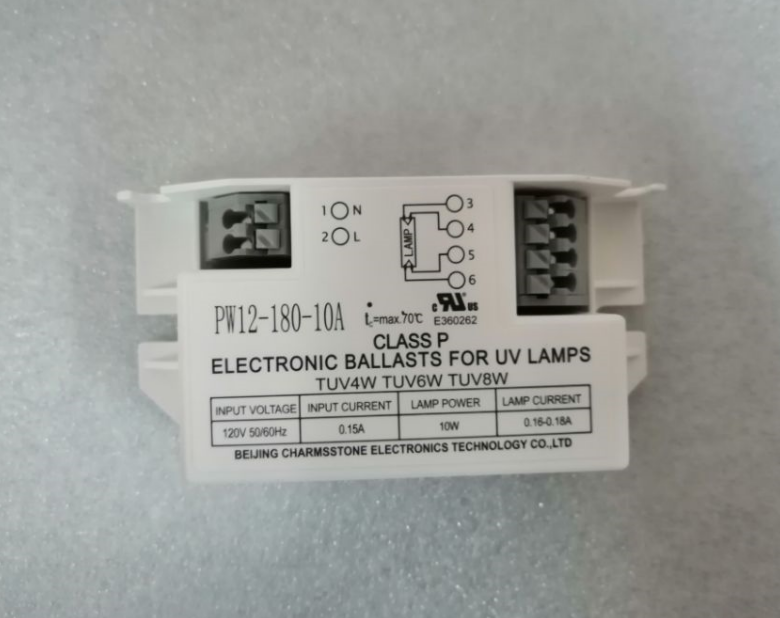 1 N
2 L
LAMP
3
4
5
6
PW12-180-10A
tc=max.70℃
c RU us
E360262
CLASS P
ELECTRONIC BALLASTS FOR UV LAMPS
TUV4W TUV6W TUV8W
INPUT VOLTAGE INPUT CURRENT LAMP POWER LAMP CURRENT
120V 50/60Hz 0.15A 10W 0.16-0.18A
BEIJING CHARMSSTONE ELECTRONICS TECHNOLOGY CO.,LTD